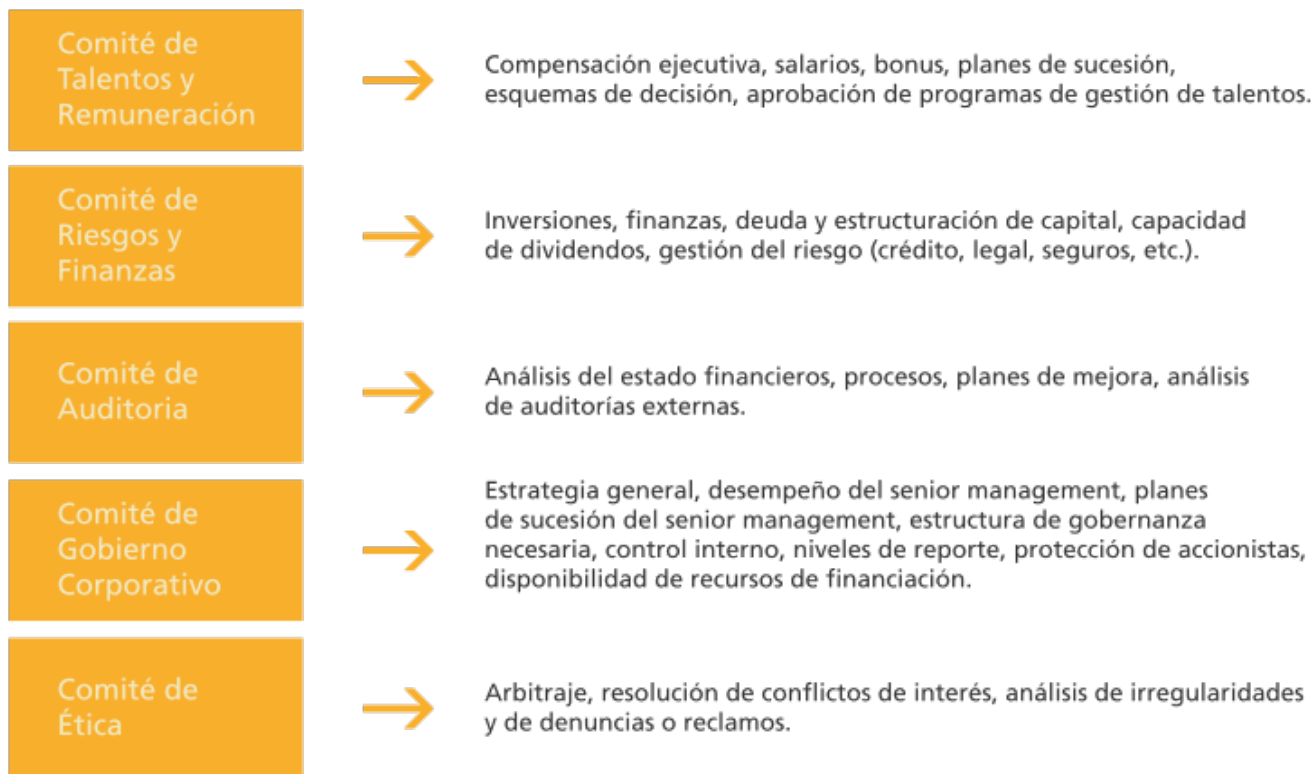 Comité de
Talentos y
Remuneración
Compensación ejecutiva, salarios, bonus, planes de sucesión,
esquemas de decisión, aprobación de programas de gestión de talentos.
Comité de
Riesgos y
Finanzas
Inversiones, finanzas, deuda y estructuración de capital, capacidad
de dividendos, gestión del riesgo (crédito, legal, seguros, etc.).
Comité de
Auditoria
Análisis del estado financieros, procesos, planes de mejora, análisis
de auditorías externas.
Comité de
Gobierno
Corporativo
Estrategia general, desempeño del senior management, planes
de sucesión del senior management, estructura de gobernanza
necesaria, control interno, niveles de reporte, protección de accionistas,
disponibilidad de recursos de financiación.
Comité de
Ética
Arbitraje, resolución de conflictos de interés, análisis de irregularidades
y de denuncias o reclamos.